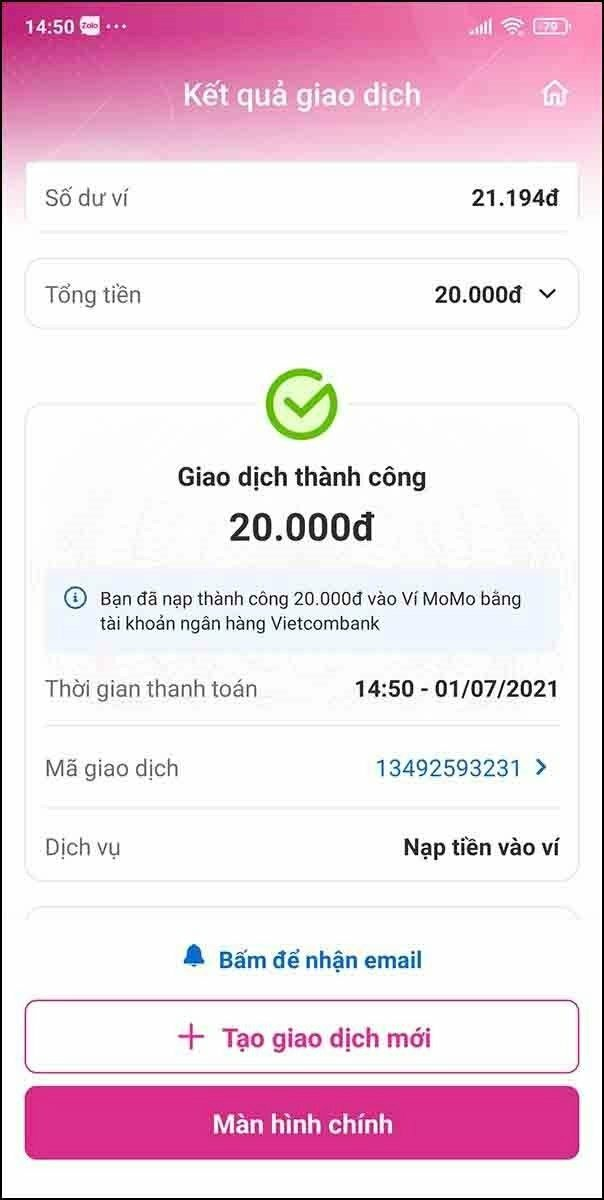 14:50 Zalo ... 79
Kết quả giao dịch
Số dư ví 21.194đ
Tổng tiền 20.000đ
Giao dịch thành công
20.000đ
Bạn đã nạp thành công 20.000đ vào Ví MoMo bằng
tài khoản ngân hàng Vietcombank
Thời gian thanh toán 14:50 - 01/07/2021
Mã giao dịch 13492593231
Dịch vụ Nạp tiền vào ví
Bấm để nhận email
+ Tạo giao dịch mới
Màn hình chính